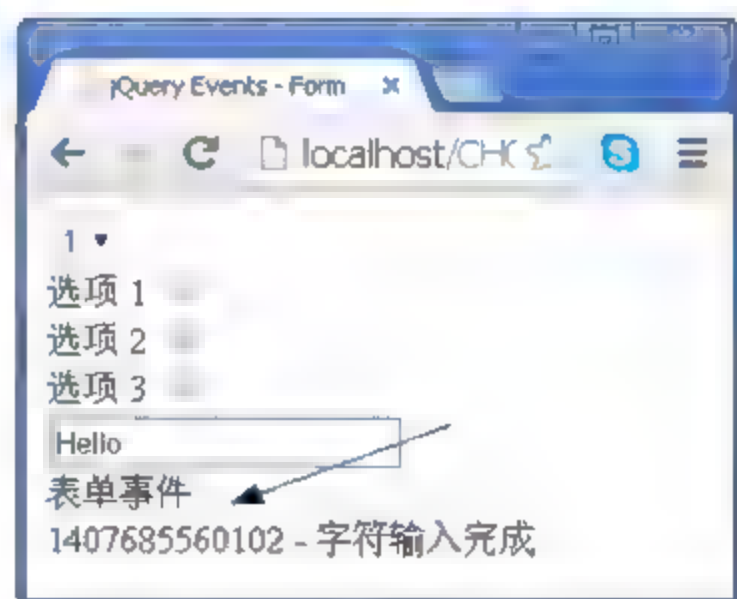 jQuery Events - Form
localhost/CH
1
选项 1
选项 2
选项 3
Hello
表单事件
1407685560102 - 字符输入完成